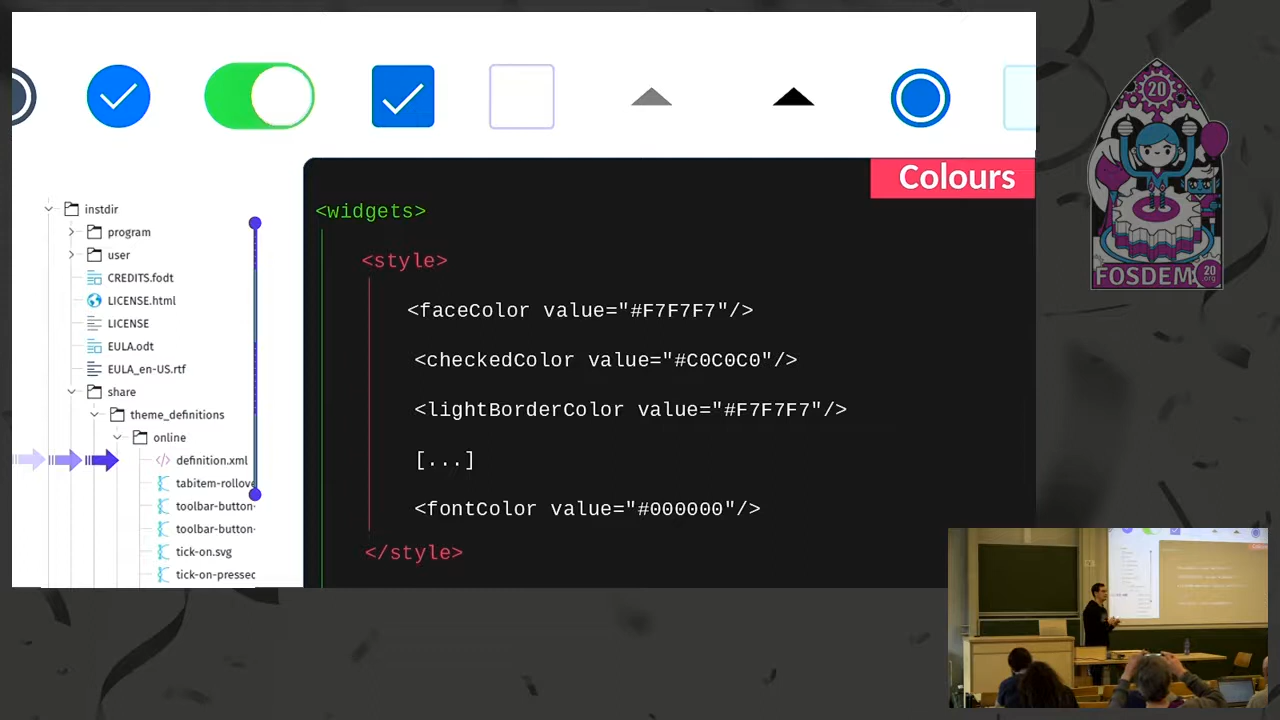 Colours
<widgets>
<style>
<faceColor value="#F7F7F7"/>
<checkedColor value="#C0C0C0"/>
<lightBorderColor value="#F7F7F7"/>
[...]
<fontColor value="#000000"/>
</style>
instdir
program
user
CREDITS.fodt
LICENSE.html
LICENSE
EULA.odt
EULA_en-US.rtf
share
theme_definitions
online
definition.xml
tabitem-rollove
toolbar-button-
toolbar-button-
tick-on.svg
tick-on-pressed
20
FOSDEM
20
.org